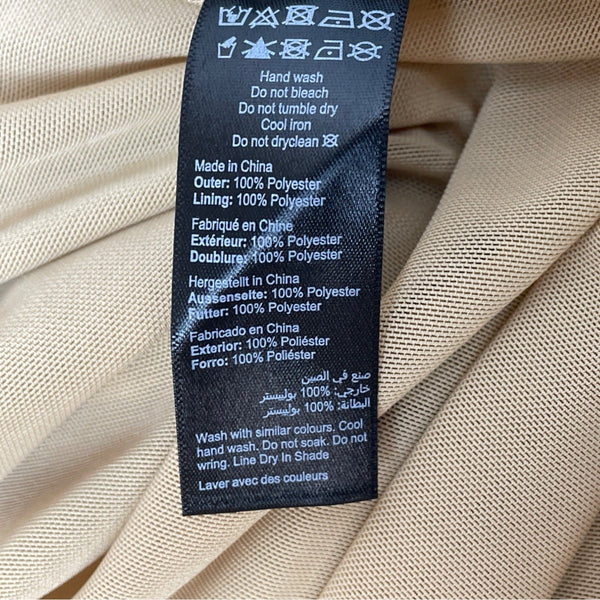 Hand wash
Do not bleach
Do not tumble dry
Cool iron
Do not dryclean
Made in China
Outer: 100% Polyester
Lining: 100% Polyester
Fabriqué en Chine
Extérieur: 100% Polyester
Doublure: 100% Polyester
Hergestellt in China
Aussenseite: 100% Polyester
Futter: 100% Polyester
Fabricado en China
Exterior: 100% Poliéster
Forro: 100% Poliéster
صنع في الصين
خارجي: 100% بوليستر
البطانة: 100% بوليستر
Wash with similar colours. Cool
hand wash. Do not soak. Do not
wring. Line Dry In Shade
Laver avec des couleurs